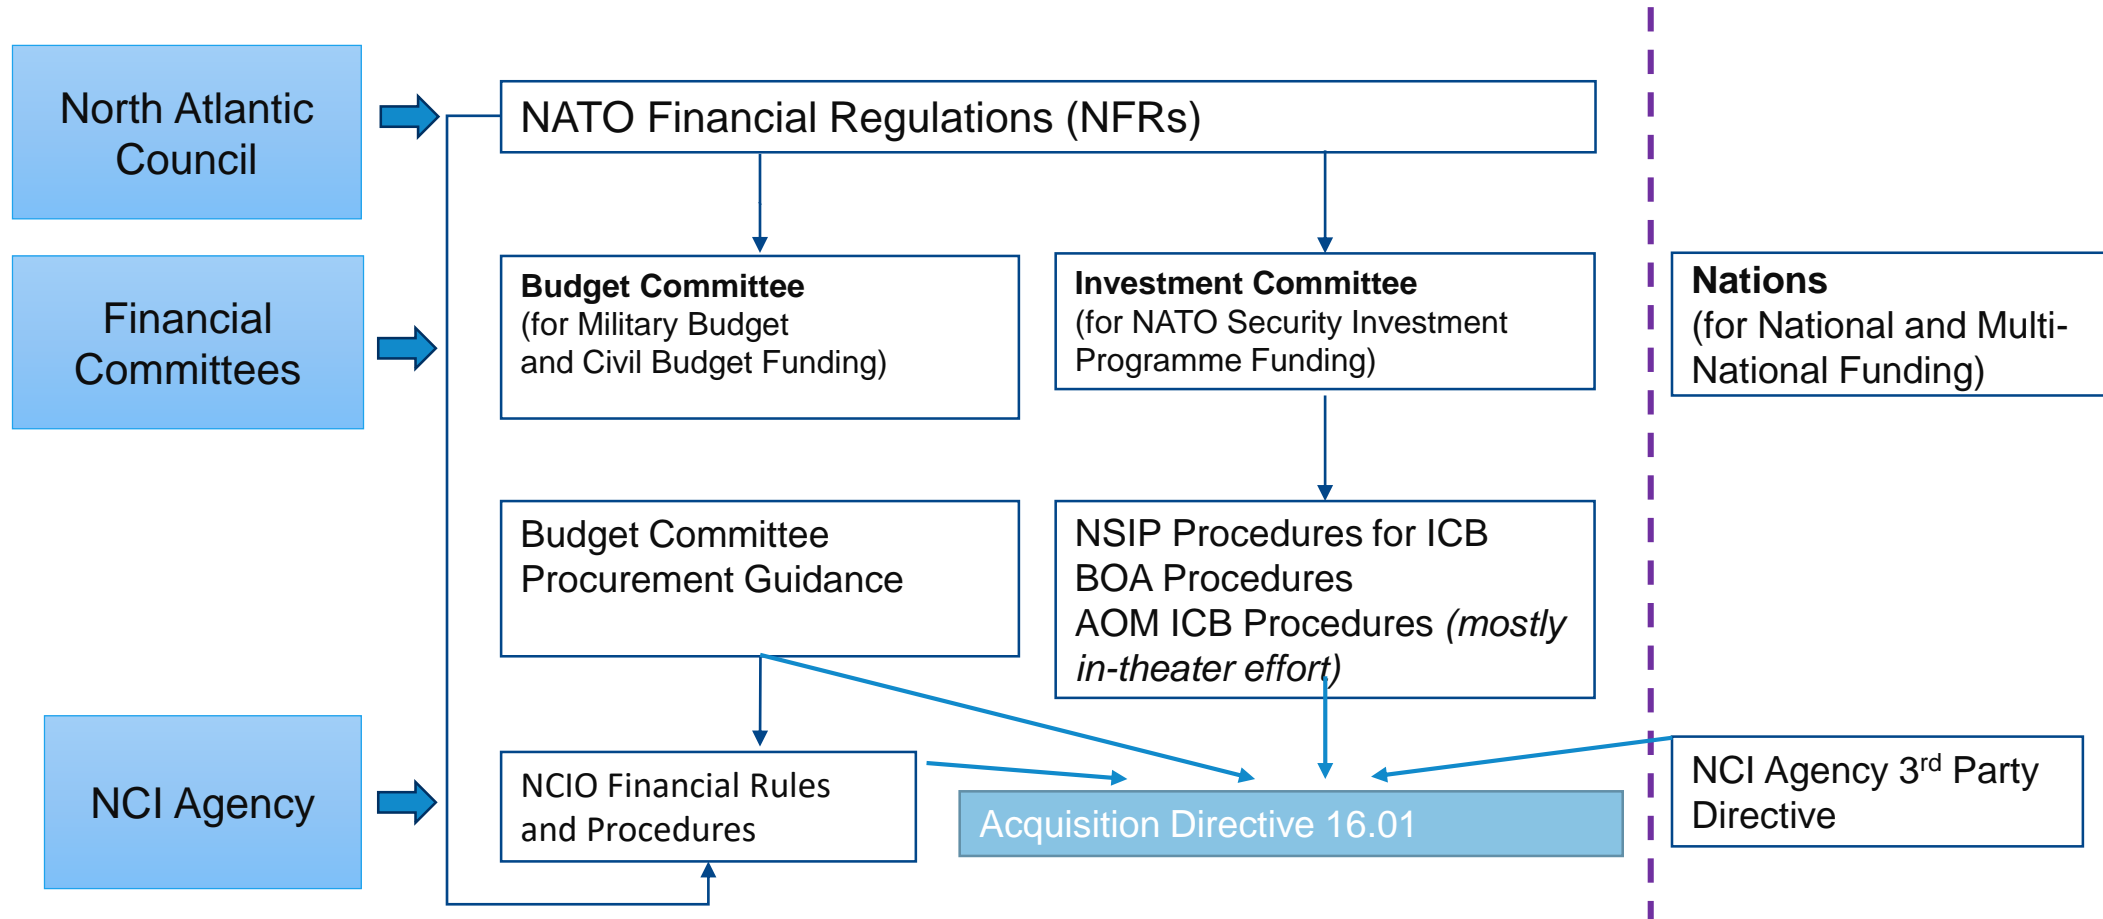 North Atlantic
Council
NATO Financial Regulations (NFRs)
Financial
Committees
Budget Committee
(for Military Budget
and Civil Budget Funding)
Investment Committee
(for NATO Security Investment
Programme Funding)
Nations
(for National and Multi-
National Funding)
Budget Committee
Procurement Guidance
NSIP Procedures for ICB
BOA Procedures
AOM ICB Procedures (mostly
in-theater effort)
NCI Agency
NCIO Financial Rules
and Procedures
Acquisition Directive 16.01
NCI Agency 3rd Party
Directive